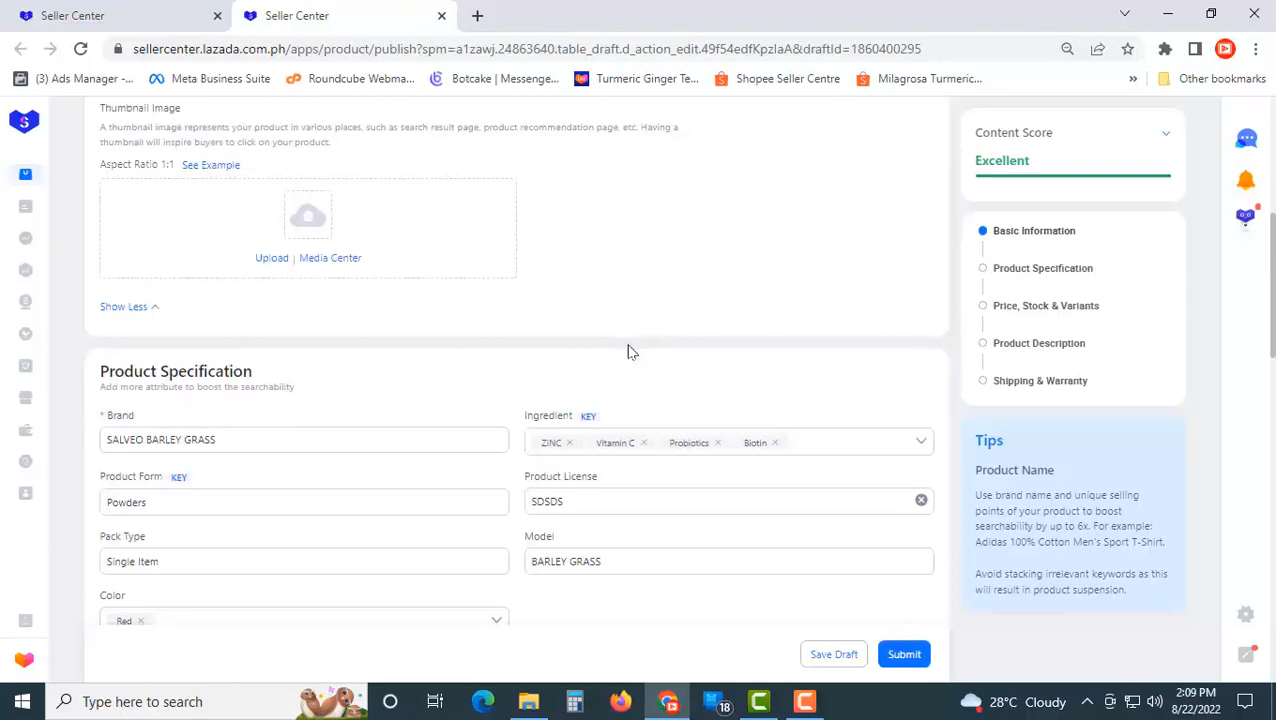 Seller Center
Seller Center
sellercenter.lazada.com.ph/apps/product/publish?spm=a1zawj.24863640.table_draft.d_action_edit.49f54edfKpzlaA&draftId=1860400295
(3) Ads Manager -...
Meta Business Suite
Roundcube Webma...
Botcake | Messenge...
Turmeric Ginger Te...
Shopee Seller Centre
Milagrosa Turmeric...
»
Other bookmarks
Thumbnail Image
A thumbnail image represents your product in various places, such as search result page, product recommendation page, etc. Having a
thumbnail will inspire buyers to click on your product.
Aspect Ratio 1:1 See Example
Upload | Media Center
Show Less
Product Specification
Add more attribute to boost the searchability
* Brand
SALVEO BARLEY GRASS
Ingredient KEY
ZINC × Vitamin C × Probiotics × Biotin ×
Product Form KEY
Powders
Product License
SDSDS
Pack Type
Single Item
Model
BARLEY GRASS
Color
Red ×
Save Draft
Submit
Content Score
Excellent
Basic Information
Product Specification
Price, Stock & Variants
Product Description
Shipping & Warranty
Tips
Product Name
Use brand name and unique selling
points of your product to boost
searchability by up to 6x. For example:
Adidas 100% Cotton Men's Sport T-Shirt.
Avoid stacking irrelevant keywords as this
will result in product suspension.
Type here to search
18
28°C Cloudy
2:09 PM
8/22/2022